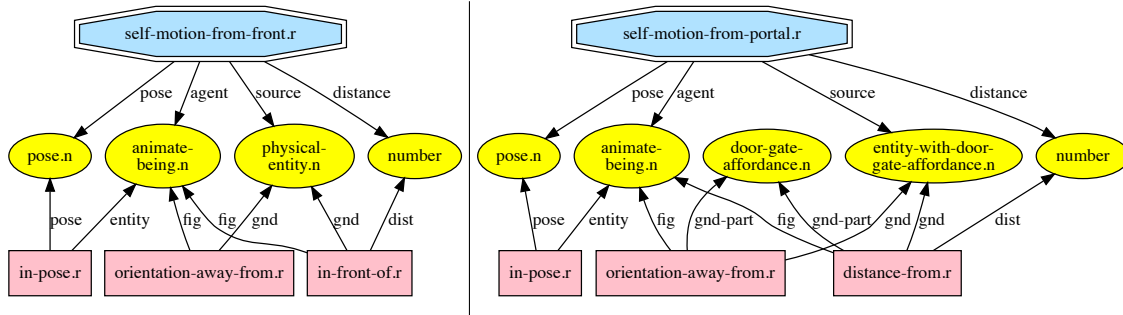 self-motion-from-front.r
pose
agent
source
distance
pose.n
animate-
being.n
physical-
entity.n
number
pose
entity
fig
gnd
fig
gnd
dist
in-pose.r
orientation-away-from.r
in-front-of.r
self-motion-from-portal.r
pose
agent
source
distance
pose.n
animate-
being.n
door-gate-
affordance.n
entity-with-door-
gate-affordance.n
number
pose
entity
fig
gnd-part
fig
gnd-part
gnd
gnd
dist
in-pose.r
orientation-away-from.r
distance-from.r